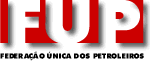 FUP
FEDERAÇÃO ÚNICA DOS PETROLEIROS